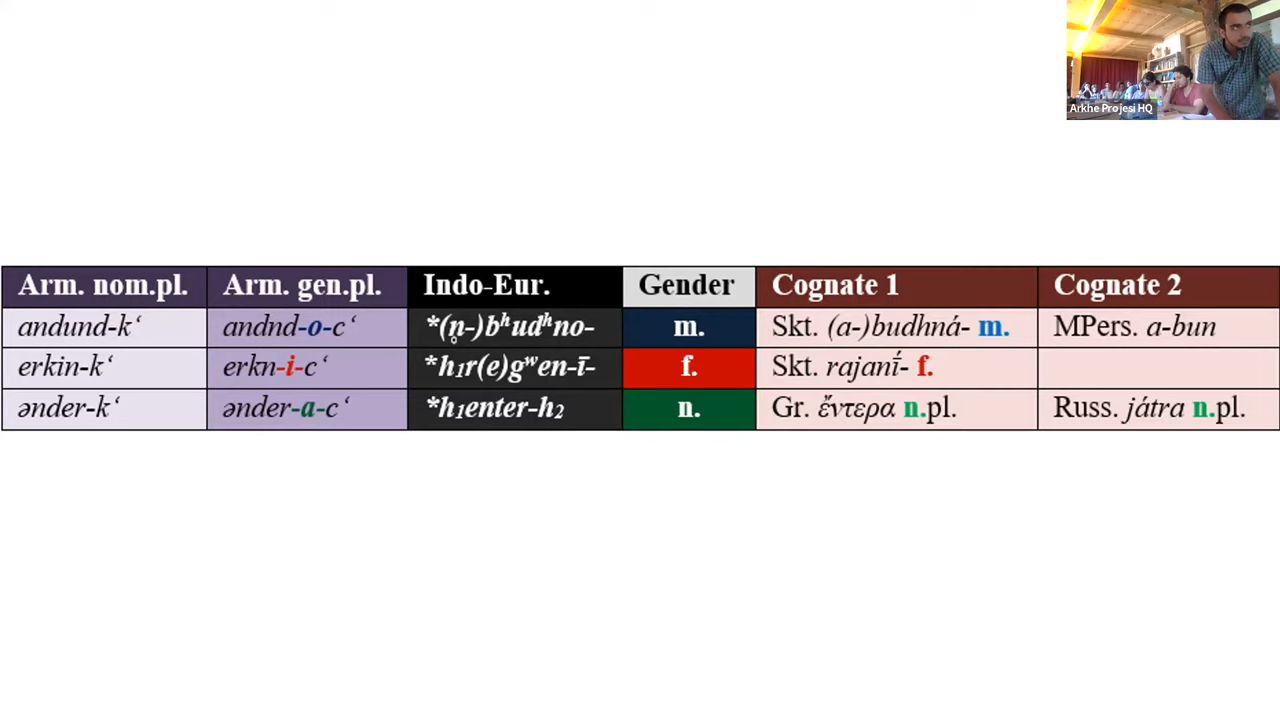 Arkhe Projesi HQ
Arm. nom.pl. Arm. gen.pl. Indo-Eur. Gender Cognate 1 Cognate 2
andund-k‘ andnd-o-c‘ *(n̥-)bʰudʰno- m. Skt. (a-)budhná- m. MPers. a-bun
erkin-k‘ erkn-i-c‘ *h₁r(e)gʷen-ī- f. Skt. rajanī́- f.
ənder-k‘ ənder-a-c‘ *h₁enter-h₂ n. Gr. ἔντερα n.pl. Russ. játra n.pl.